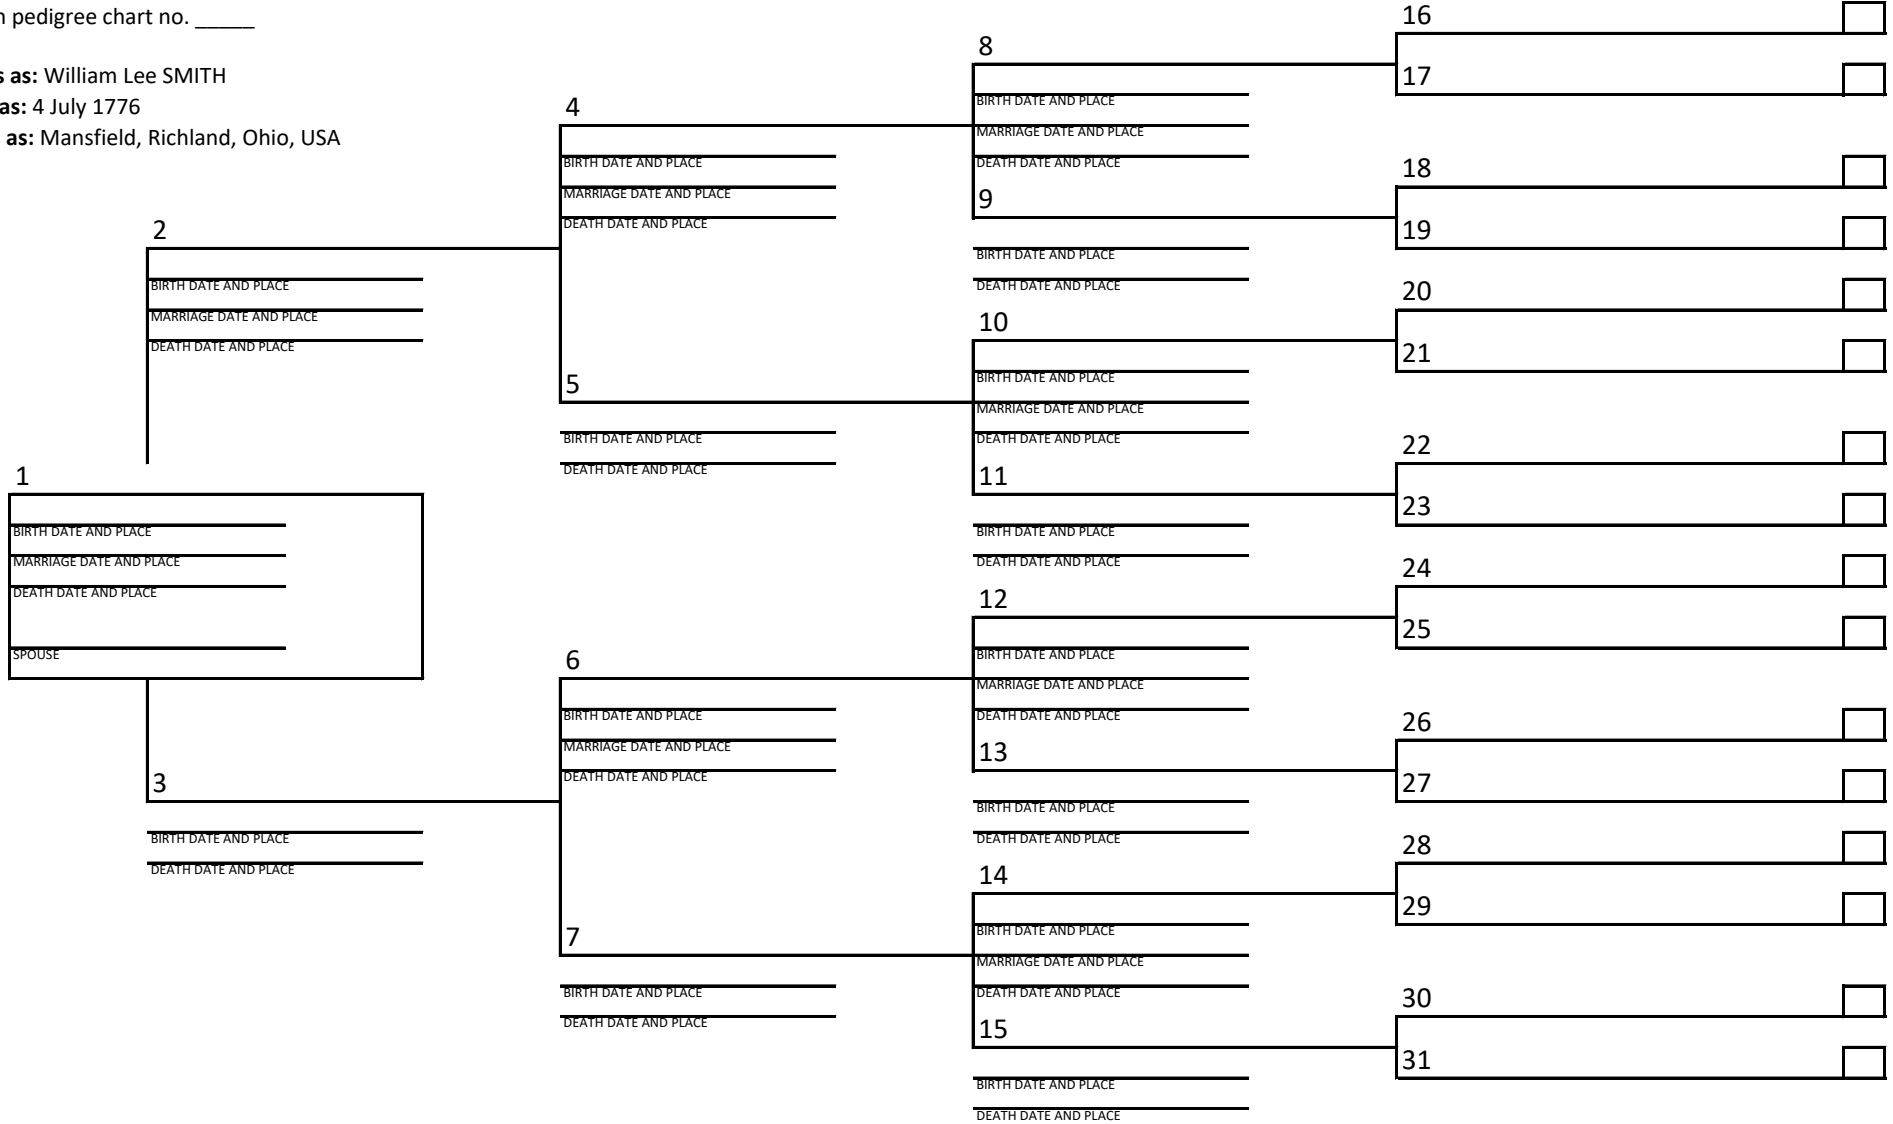 pedigree chart no. _____
as: William Lee SMITH
as: 4 July 1776
as: Mansfield, Richland, Ohio, USA
1
BIRTH DATE AND PLACE
MARRIAGE DATE AND PLACE
DEATH DATE AND PLACE
SPOUSE
2
BIRTH DATE AND PLACE
MARRIAGE DATE AND PLACE
DEATH DATE AND PLACE
3
BIRTH DATE AND PLACE
DEATH DATE AND PLACE
4
BIRTH DATE AND PLACE
MARRIAGE DATE AND PLACE
DEATH DATE AND PLACE
5
BIRTH DATE AND PLACE
DEATH DATE AND PLACE
6
BIRTH DATE AND PLACE
MARRIAGE DATE AND PLACE
DEATH DATE AND PLACE
7
BIRTH DATE AND PLACE
DEATH DATE AND PLACE
8
BIRTH DATE AND PLACE
MARRIAGE DATE AND PLACE
DEATH DATE AND PLACE
9
BIRTH DATE AND PLACE
DEATH DATE AND PLACE
10
BIRTH DATE AND PLACE
MARRIAGE DATE AND PLACE
DEATH DATE AND PLACE
11
BIRTH DATE AND PLACE
DEATH DATE AND PLACE
12
BIRTH DATE AND PLACE
MARRIAGE DATE AND PLACE
DEATH DATE AND PLACE
13
BIRTH DATE AND PLACE
DEATH DATE AND PLACE
14
BIRTH DATE AND PLACE
MARRIAGE DATE AND PLACE
DEATH DATE AND PLACE
15
BIRTH DATE AND PLACE
DEATH DATE AND PLACE
16
17
18
19
20
21
22
23
24
25
26
27
28
29
30
31